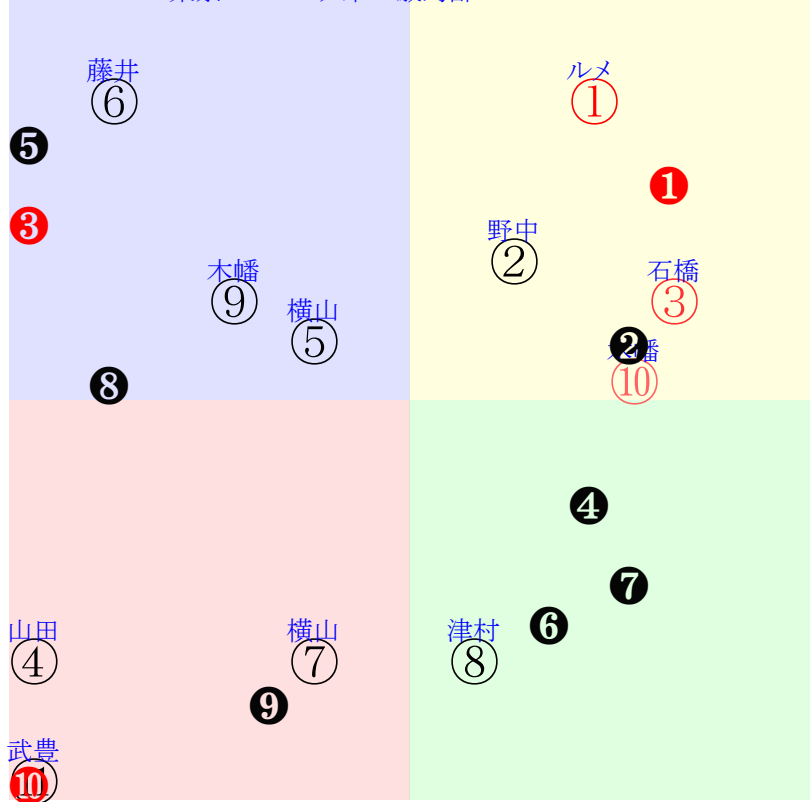 藤井
⑥
ルメ
①
❺
❶
❸
野中
②
木幡
⑨
石橋
③
横山
⑤
❷
幡
⑩
❽
❹
❼
❻
山田
④
横山
⑦
津村
⑧
❾
武豊
❿